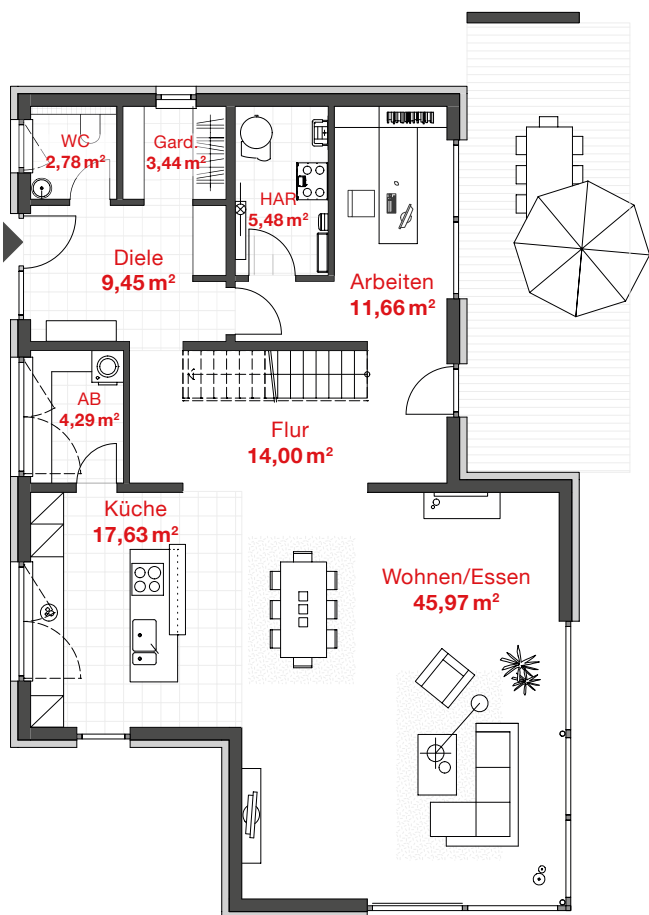 WC
2,78 m²
Gard.
3,44 m²
HAR
5,48 m²
Diele
9,45 m²
Arbeiten
11,66 m²
AB
4,29 m²
Flur
14,00 m²
Küche
17,63 m²
Wohnen/Essen
45,97 m²